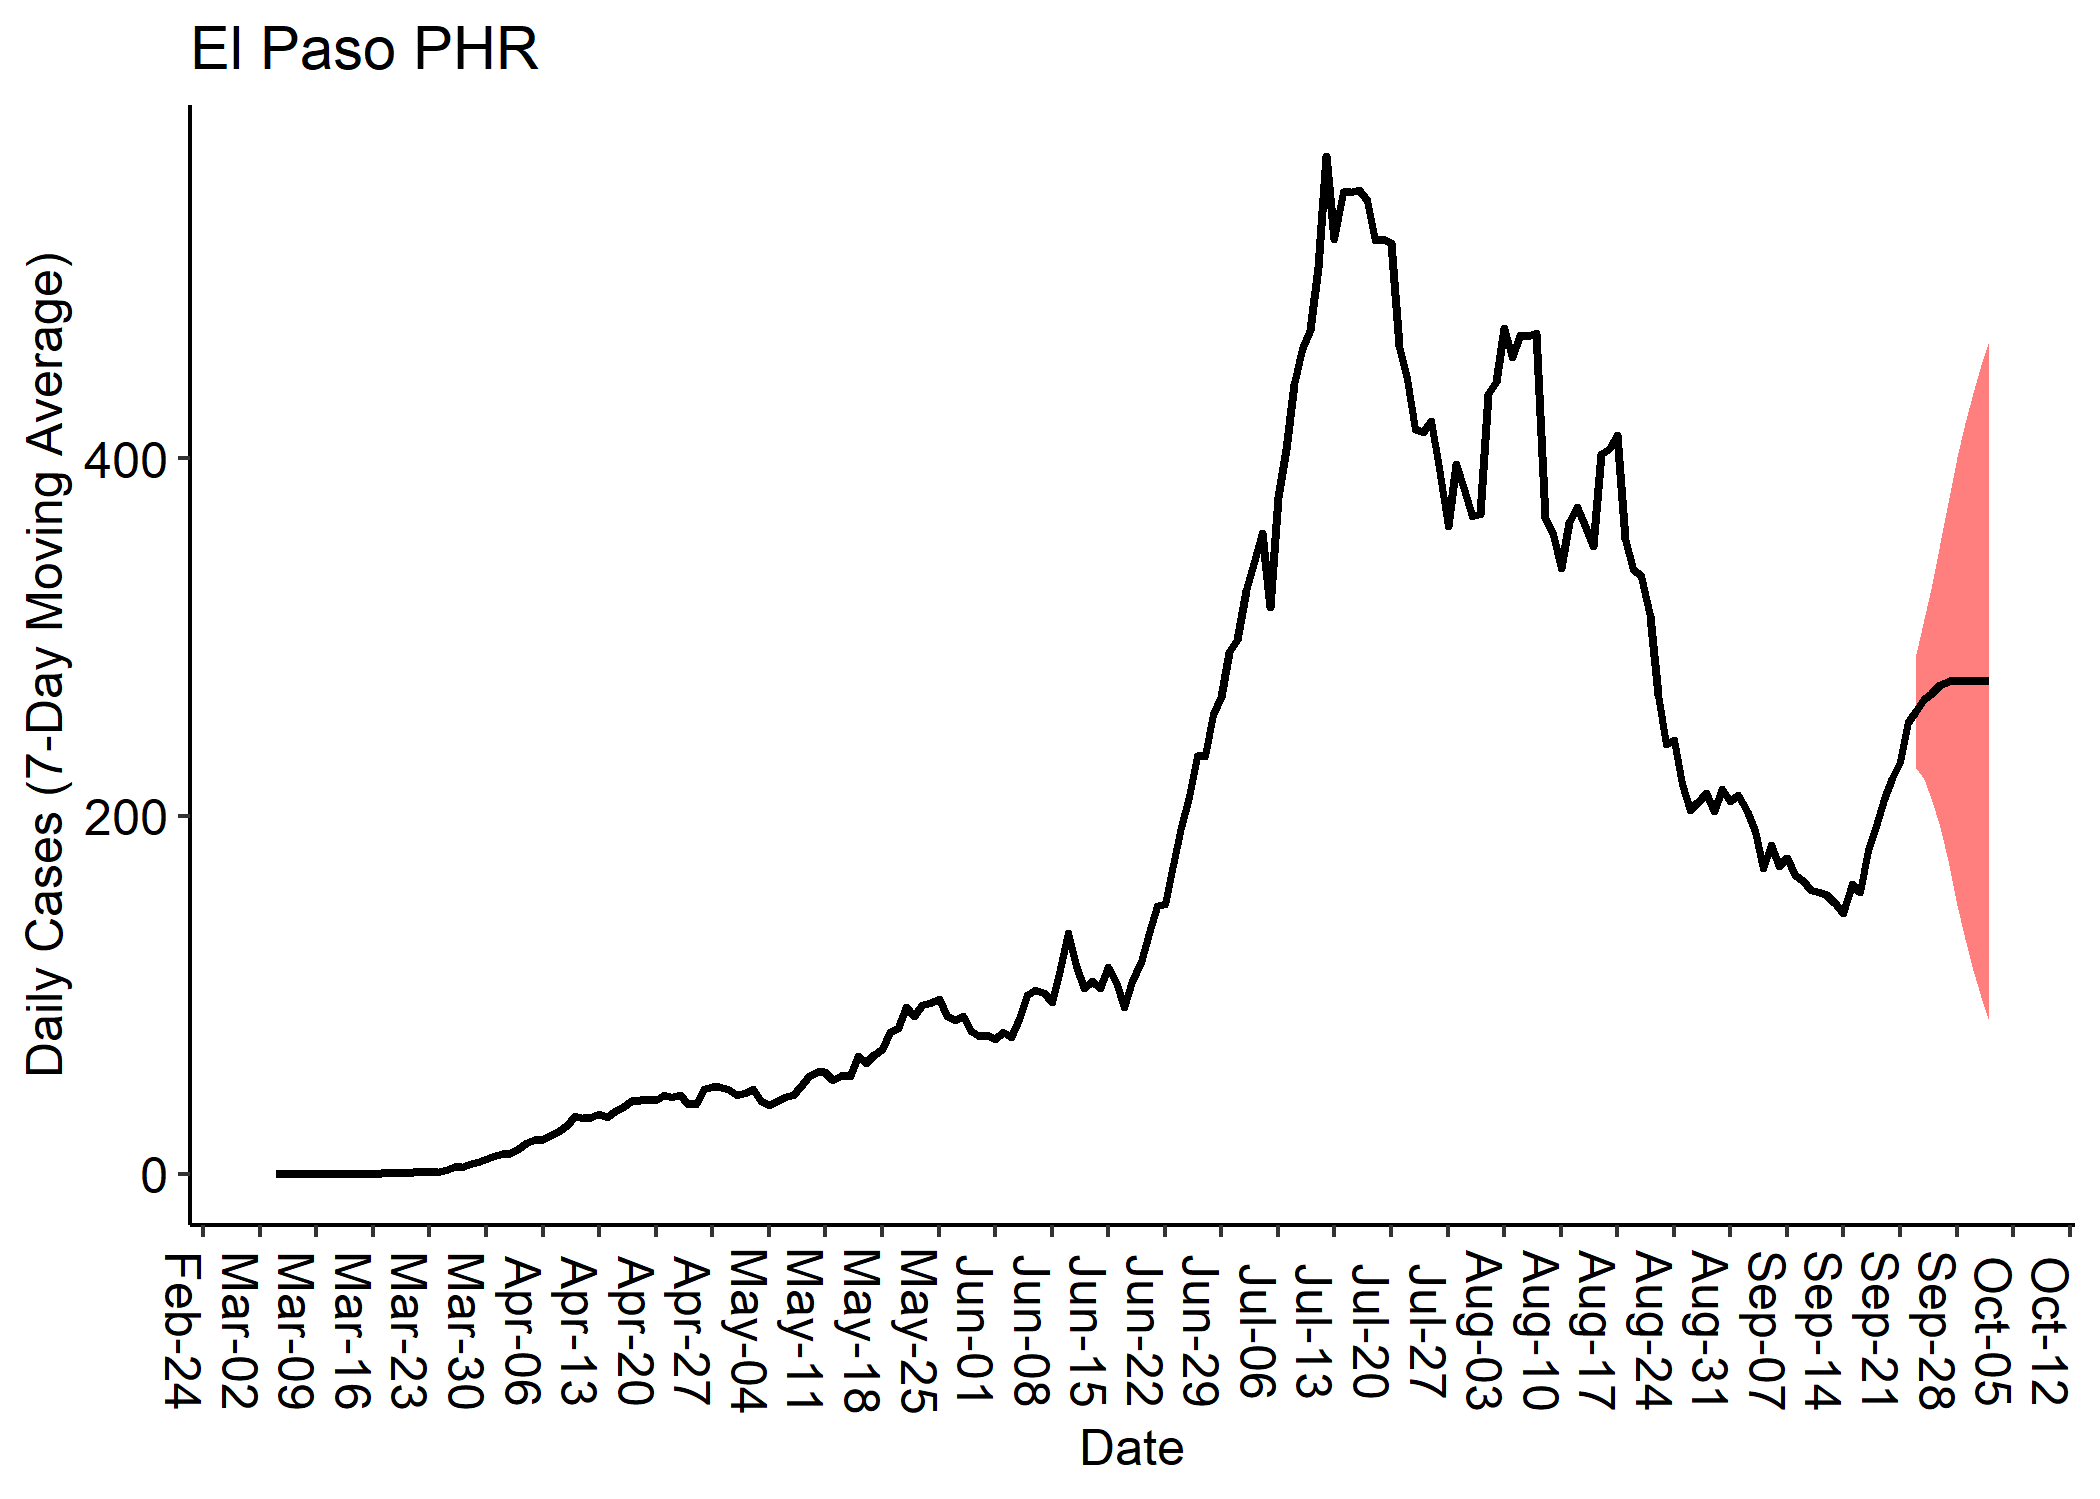 El Paso PHR
Daily Cases (7-Day Moving Average)
400
200
0
Feb-24
Mar-02
Mar-09
Mar-16
Mar-23
Mar-30
Apr-06
Apr-13
Apr-20
Apr-27
May-04
May-11
May-18
May-25
Jun-01
Jun-08
Jun-15
Jun-22
Jun-29
Jul-06
Jul-13
Jul-20
Jul-27
Aug-03
Aug-10
Aug-17
Aug-24
Aug-31
Sep-07
Sep-14
Sep-21
Sep-28
Oct-05
Oct-12
Date